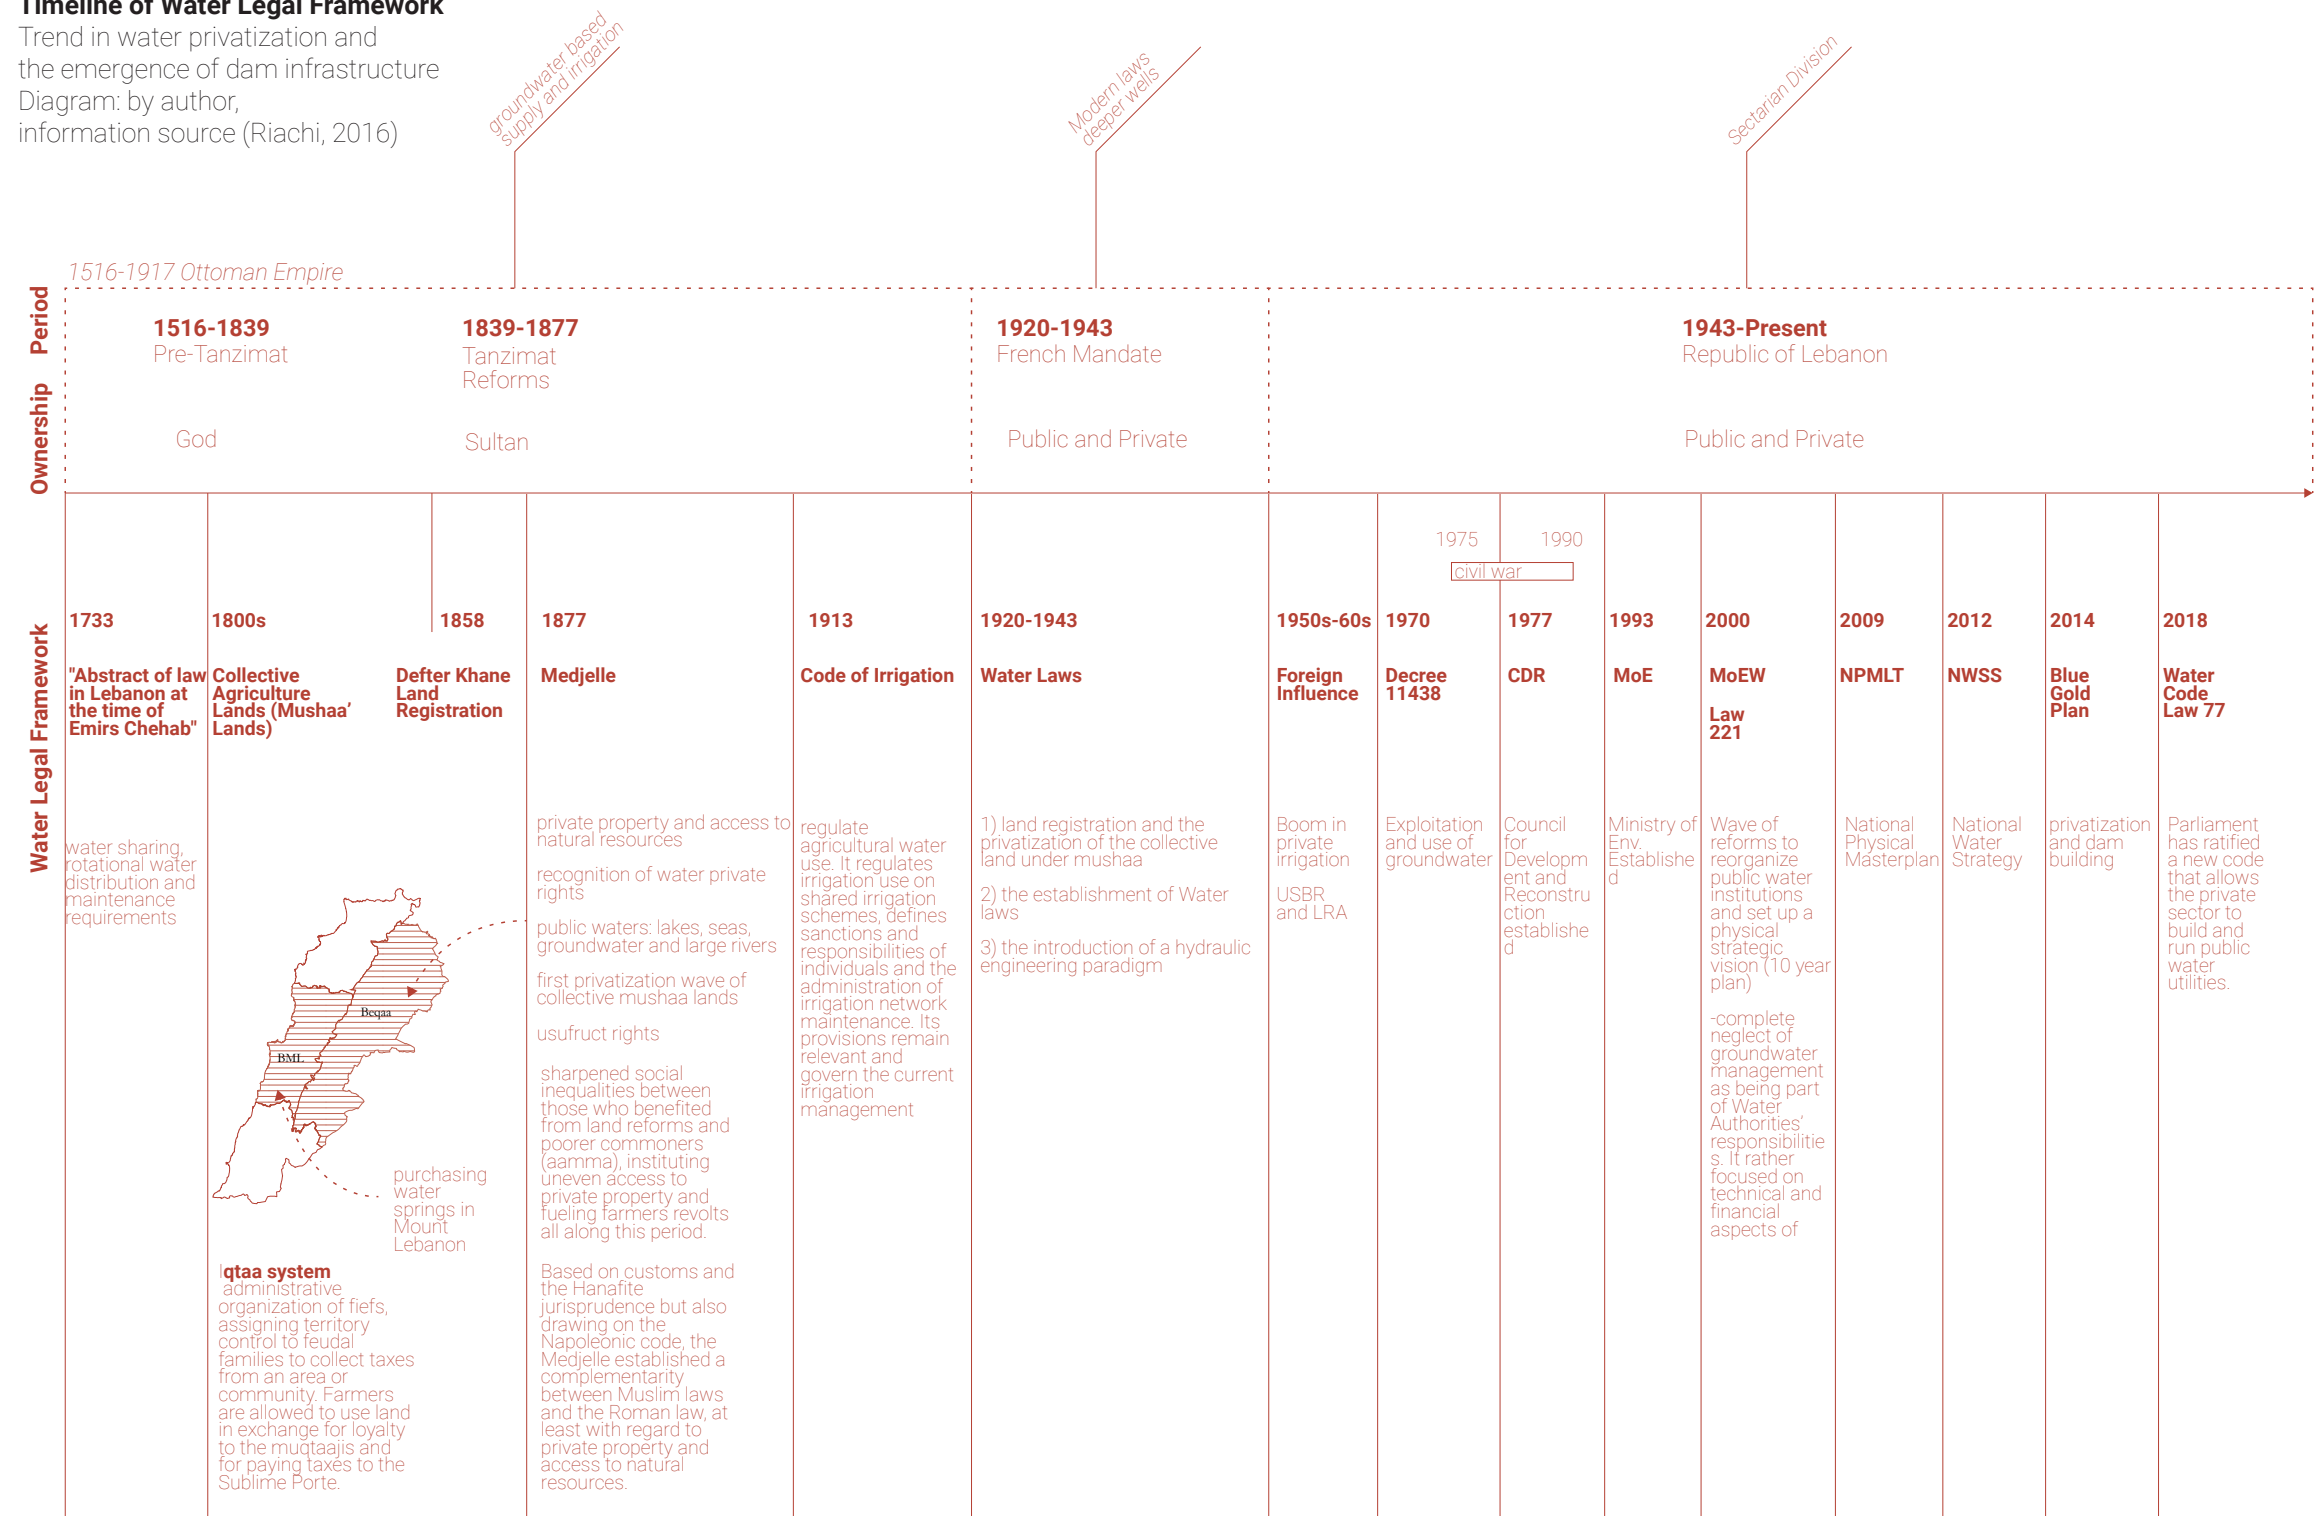 Timeline of Water Legal Framework
Trend in water privatization and
the emergence of dam infrastructure
Diagram: by author,
information source (Riachi, 2016)
groundwater based
supply and irrigation
Modern laws
deeper wells
Sectarian Division
1516-1917 Ottoman Empire
Period
1516-1839
Pre-Tanzimat
1839-1877
Tanzimat
Reforms
1920-1943
French Mandate
1943-Present
Republic of Lebanon
Ownership
God
Sultan
Public and Private
Public and Private
1975
1990
civil war
Water Legal Framework
1733
"Abstract of law
in Lebanon at
the time of
Emirs Chehab"
water sharing,
rotational water
distribution and
maintenance
requirements
1800s
Collective
Agriculture
Lands (Mushaa’
Lands)
Beqaa
BML
purchasing
water
springs in
Mount
Lebanon
Iqtaa system
administrative
organization of fiefs,
assigning territory
control to feudal
families to collect taxes
from an area or
community. Farmers
are allowed to use land
in exchange for loyalty
to the muqtaajis and
for paying taxes to the
Sublime Porte.
1858
Defter Khane
Land
Registration
1877
Medjelle
private property and access to
natural resources
recognition of water private
rights
public waters: lakes, seas,
groundwater and large rivers
first privatization wave of
collective mushaa lands
usufruct rights
sharpened social
inequalities between
those who benefited
from land reforms and
poorer commoners
(aamma), instituting
uneven access to
private property and
fueling farmers revolts
all along this period.
Based on customs and
the Hanafite
jurisprudence but also
drawing on the
Napoleonic code, the
Medjelle established a
complementarity
between Muslim laws
and the Roman law, at
least with regard to
private property and
access to natural
resources.
1913
Code of Irrigation
regulate
agricultural water
use. It regulates
irrigation use on
shared irrigation
schemes, defines
sanctions and
responsibilities of
individuals and the
administration of
irrigation network
maintenance. Its
provisions remain
relevant and
govern the current
irrigation
management
1920-1943
Water Laws
1) land registration and the
privatization of the collective
land under mushaa
2) the establishment of Water
laws
3) the introduction of a hydraulic
engineering paradigm
1950s-60s
Foreign
Influence
Boom in
private
irrigation
USBR
and LRA
1970
Decree
11438
Exploitation
and use of
groundwater
1977
CDR
Council
for
Developm
ent and
Reconstru
ction
establishe
d
1993
MoE
Ministry of
Env.
Establishe
d
2000
MoEW
Law
221
Wave of
reforms to
reorganize
public water
institutions
and set up a
physical
strategic
vision (10 year
plan)
-complete
neglect of
groundwater
management
as being part
of Water
Authorities’
responsibilitie
s. It rather
focused on
technical and
financial
aspects of
2009
NPMLT
National
Physical
Masterplan
2012
NWSS
National
Water
Strategy
2014
Blue
Gold
Plan
privatization
and dam
building
2018
Water
Code
Law 77
Parliament
has ratified
a new code
that allows
the private
sector to
build and
run public
water
utilities.